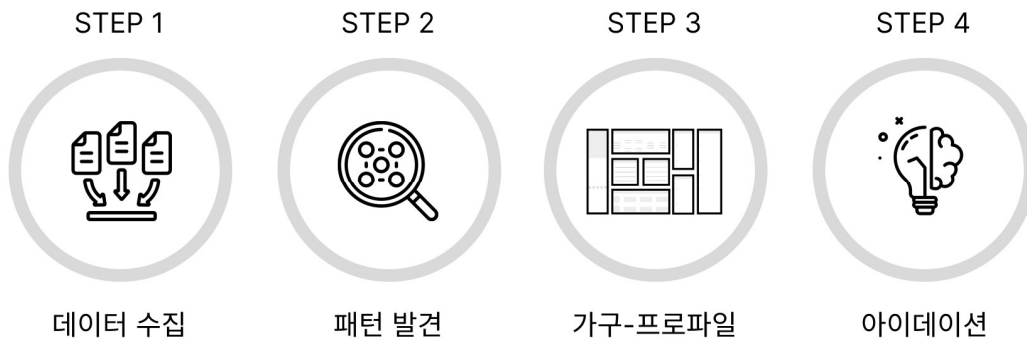 STEP 1
STEP 2
STEP 3
STEP 4
데이터 수집
패턴 발견
가구-프로파일
아이데이션